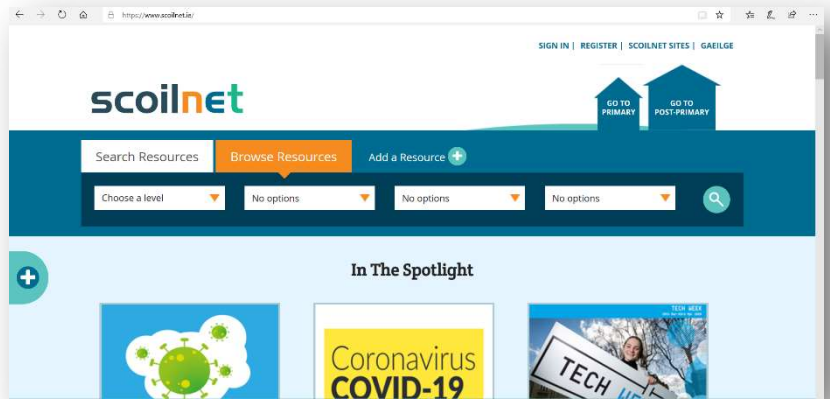 https://www.scoilnet.ie/
SIGN IN | REGISTER | SCOILNET SITES | GAEILGE
scoilnet
GO TO
PRIMARY
GO TO
POST-PRIMARY
Search Resources
Browse Resources
Add a Resource
Choose a level
No options
No options
No options
In The Spotlight
Coronavirus
COVID-19
TECH WEEK
TECH WE